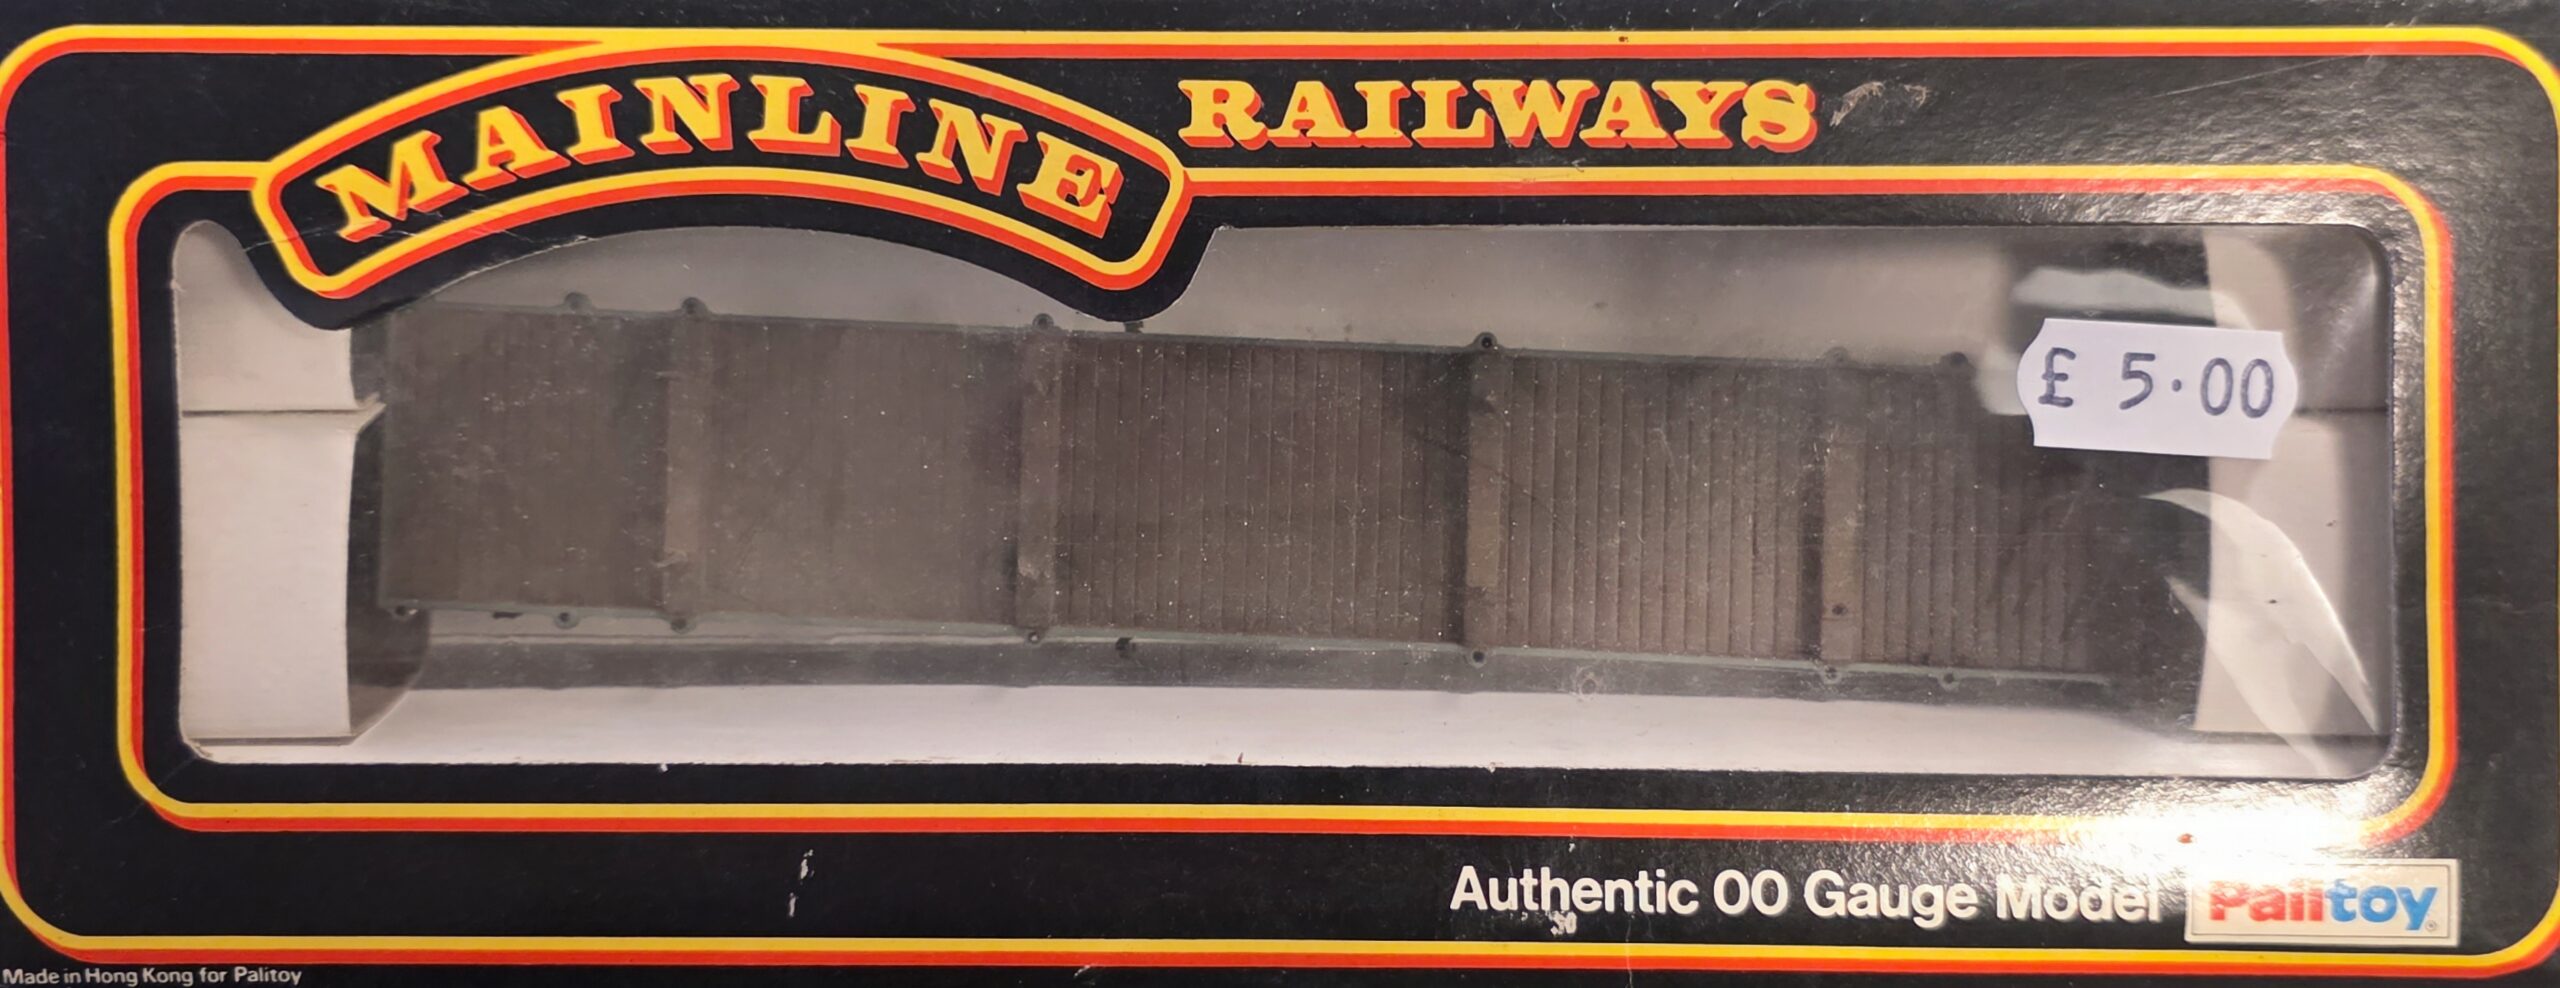 MAINLINE RAILWAYS
£ 5.00
Authentic 00 Gauge Model Palitoy
Made in Hong Kong for Palitoy